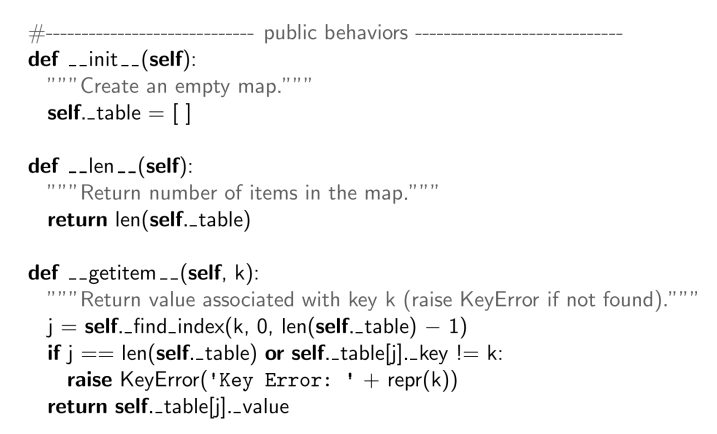 #----------------------------- public behaviors -----------------------------
def __init__(self):
  """Create an empty map."""
  self._table = [ ]

def __len__(self):
  """Return number of items in the map."""
  return len(self._table)

def __getitem__(self, k):
  """Return value associated with key k (raise KeyError if not found)."""
  j = self._find_index(k, 0, len(self._table) − 1)
  if j == len(self._table) or self._table[j]._key != k:
    raise KeyError('Key Error: ' + repr(k))
  return self._table[j]._value